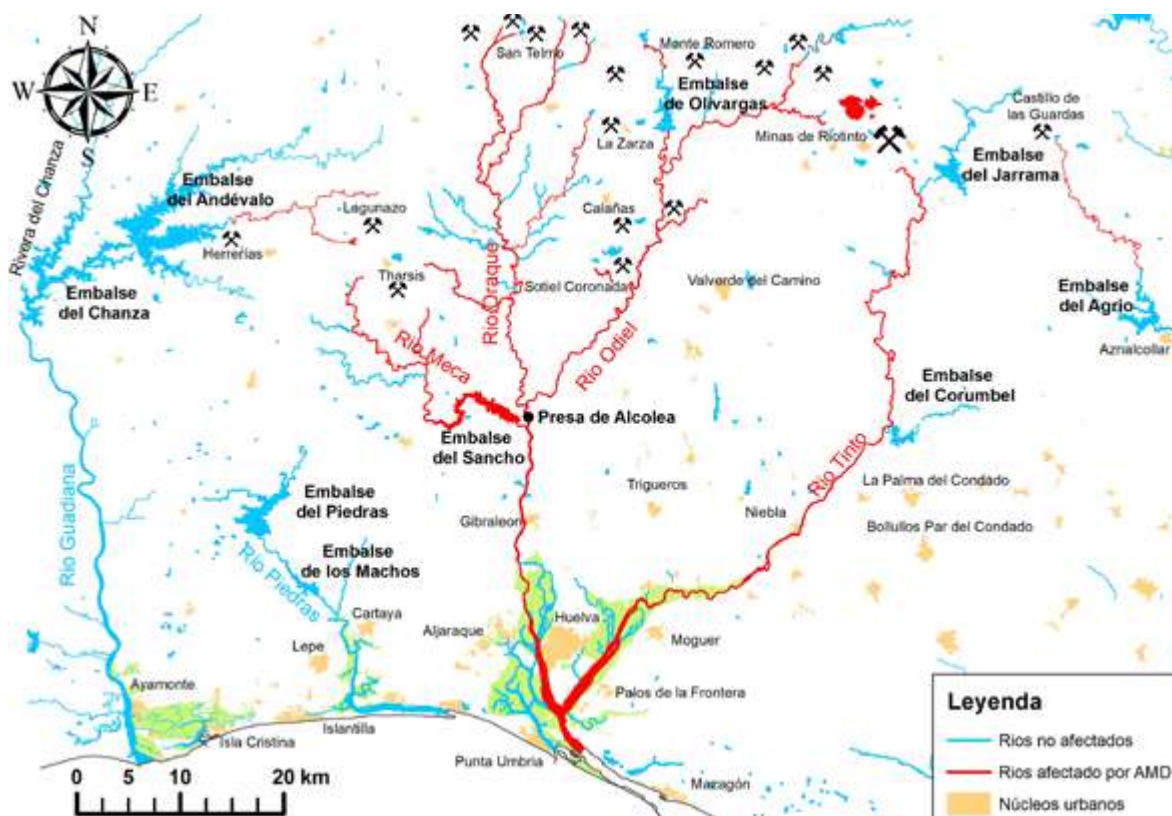 N
W
E
S
San Telmo
Monte Romero
Embalse
de Olivargas
La Zarza
Minas de Riotinto
Castillo de
las Guardas
Embalse
del Jarrama
Rivera del Chanza
Embalse
del Andévalo
Lagunazo
Herrerías
Calañas
Embalse
del Chanza
Tharsis
Río Oraque
Sotiel Coronada
Valverde del Camino
Embalse
del Agrio
Aznalcollar
Río Meca
Río Odiel
Embalse
del Corumbel
Presa de Alcolea
Embalse
del Sancho
Río Tinto
Río Guadiana
Embalse
del Piedras
Trigueros
La Palma del Condado
Gibraleon
Niebla
Bollullos Par del Condado
Río Piedras
Embalse
de los Machos
Cartaya
Aljaraque
Huelva
Lepe
Moguer
Ayamonte
Palos de la Frontera
Islantilla
Isla Cristina
Punta Umbria
Mazagón
0 5 10 20 km
Leyenda
Rios no afectados
Rios afectado por AMD
Núcleos urbanos